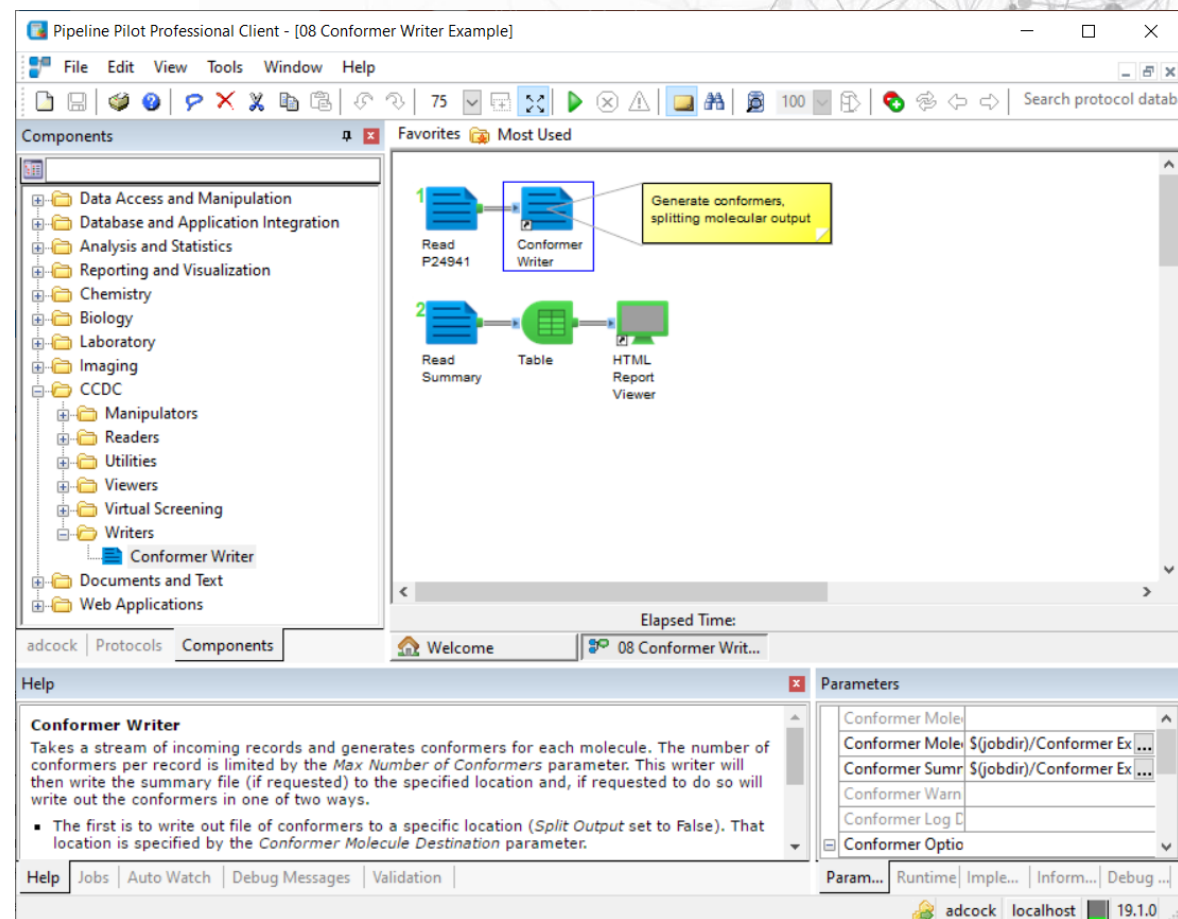 Pipeline Pilot Professional Client - [08 Conformer Writer Example]
File Edit View Tools Window Help
75 100 Search protocol datab
Components
Favorites Most Used
Data Access and Manipulation
Database and Application Integration
Analysis and Statistics
Reporting and Visualization
Chemistry
Biology
Laboratory
Imaging
CCDC
Manipulators
Readers
Utilities
Viewers
Virtual Screening
Writers
Conformer Writer
Documents and Text
Web Applications
1
Read
P24941
Conformer
Writer
Generate conformers,
splitting molecular output
2
Read
Summary
Table
HTML
Report
Viewer
Elapsed Time:
adcock Protocols Components
Welcome 08 Conformer Writ...
Help
Conformer Writer
Takes a stream of incoming records and generates conformers for each molecule. The number of
conformers per record is limited by the Max Number of Conformers parameter. This writer will
then write the summary file (if requested) to the specified location and, if requested to do so will
write out the conformers in one of two ways.
▪ The first is to write out file of conformers to a specific location (Split Output set to False). That
location is specified by the Conformer Molecule Destination parameter.
Help Jobs Auto Watch Debug Messages Validation
Parameters
Conformer Mole
Conformer Mole $(jobdir)/Conformer Ex ...
Conformer Summ $(jobdir)/Conformer Ex ...
Conformer Warn
Conformer Log D
Conformer Optio
Param... Runtime Imple... Inform... Debug ...
adcock localhost 19.1.0